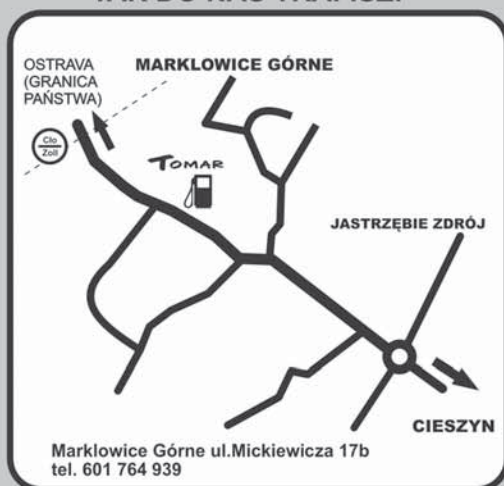 OSTRAVA
(GRANICA
PAŃSTWA)
MARKLOWICE GÓRNE
Cło
Zoll
TOMAR
JASTRZĘBIE ZDRÓJ
CIESZYN
Marklowice Górne ul.Mickiewicza 17b
tel. 601 764 939